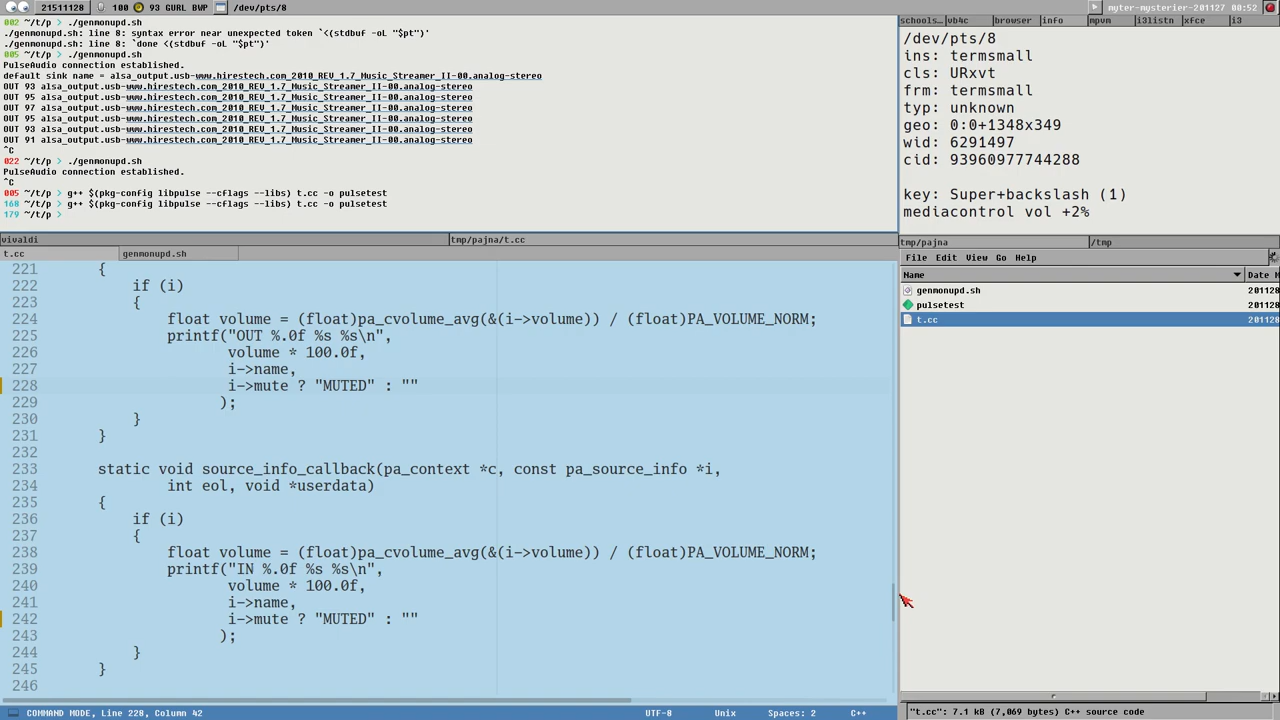 21511128 100 93 GURL BWP /dev/pts/8
myter-mysterier-201127 00:52
002 ~/t/p > ./genmonupd.sh
./genmonupd.sh: line 8: syntax error near unexpected token `<(stdbuf -oL "$pt")'
./genmonupd.sh: line 8: `done <(stdbuf -oL "$pt")'
005 ~/t/p > ./genmonupd.sh
PulseAudio connection established.
default sink name = alsa_output.usb-www.hirestech.com_2010_REV_1.7_Music_Streamer_II-00.analog-stereo
OUT 93 alsa_output.usb-www.hirestech.com_2010_REV_1.7_Music_Streamer_II-00.analog-stereo
OUT 95 alsa_output.usb-www.hirestech.com_2010_REV_1.7_Music_Streamer_II-00.analog-stereo
OUT 97 alsa_output.usb-www.hirestech.com_2010_REV_1.7_Music_Streamer_II-00.analog-stereo
OUT 95 alsa_output.usb-www.hirestech.com_2010_REV_1.7_Music_Streamer_II-00.analog-stereo
OUT 93 alsa_output.usb-www.hirestech.com_2010_REV_1.7_Music_Streamer_II-00.analog-stereo
OUT 91 alsa_output.usb-www.hirestech.com_2010_REV_1.7_Music_Streamer_II-00.analog-stereo
^C
022 ~/t/p > ./genmonupd.sh
PulseAudio connection established.
^C
005 ~/t/p > g++ $(pkg-config libpulse --cflags --libs) t.cc -o pulsetest
168 ~/t/p > g++ $(pkg-config libpulse --cflags --libs) t.cc -o pulsetest
179 ~/t/p >
schools… vb4c browser info mpvm i3listn xfce i3
/dev/pts/8
ins: termsmall
cls: URxvt
frm: termsmall
typ: unknown
geo: 0:0+1348x349
wid: 6291497
cid: 93960977744288
key: Super+backslash (1)
mediacontrol vol +2%
vivaldi tmp/pajna/t.cc
t.cc genmonupd.sh
221 {
222 if (i)
223 {
224 float volume = (float)pa_cvolume_avg(&(i->volume)) / (float)PA_VOLUME_NORM;
225 printf("OUT %.0f %s %s\n",
226 volume * 100.0f,
227 i->name,
228 i->mute ? "MUTED" : ""
229 );
230 }
231 }
232
233 static void source_info_callback(pa_context *c, const pa_source_info *i,
234 int eol, void *userdata)
235 {
236 if (i)
237 {
238 float volume = (float)pa_cvolume_avg(&(i->volume)) / (float)PA_VOLUME_NORM;
239 printf("IN %.0f %s %s\n",
240 volume * 100.0f,
241 i->name,
242 i->mute ? "MUTED" : ""
243 );
244 }
245 }
246
COMMAND MODE, Line 228, Column 42 UTF-8 Unix Spaces: 2 C++
tmp/pajna /tmp
File Edit View Go Help
Name Date M
genmonupd.sh 201128
pulsetest 201128
t.cc 201128
"t.cc": 7.1 kB (7,069 bytes) C++ source code